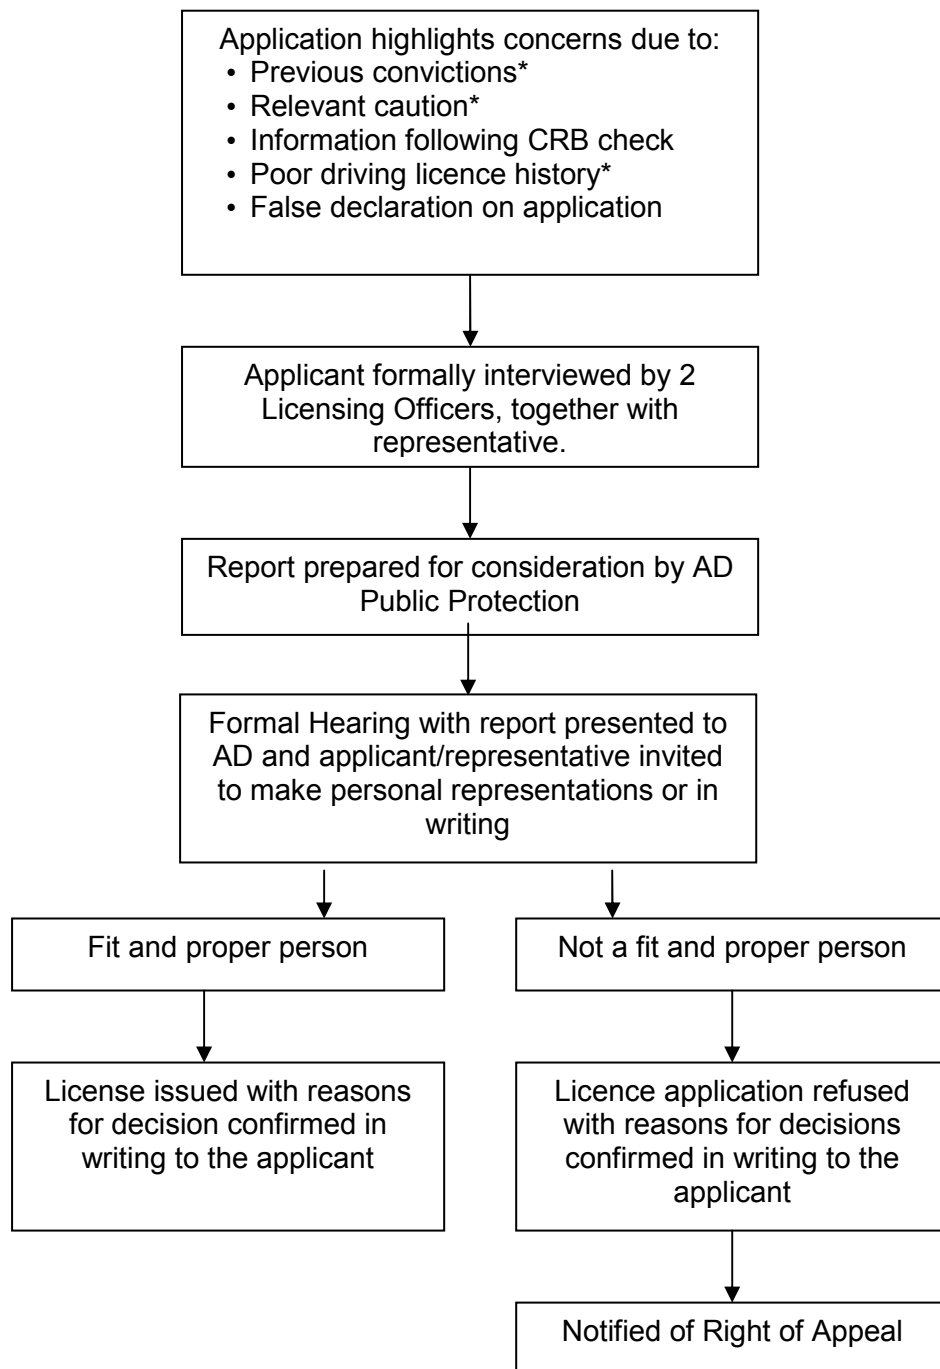 Application highlights concerns due to:
• Previous convictions*
• Relevant caution*
• Information following CRB check
• Poor driving licence history*
• False declaration on application
Applicant formally interviewed by 2
Licensing Officers, together with
representative.
Report prepared for consideration by AD
Public Protection
Formal Hearing with report presented to
AD and applicant/representative invited
to make personal representations or in
writing
Fit and proper person
Not a fit and proper person
License issued with reasons
for decision confirmed in
writing to the applicant
Licence application refused
with reasons for decisions
confirmed in writing to the
applicant
Notified of Right of Appeal